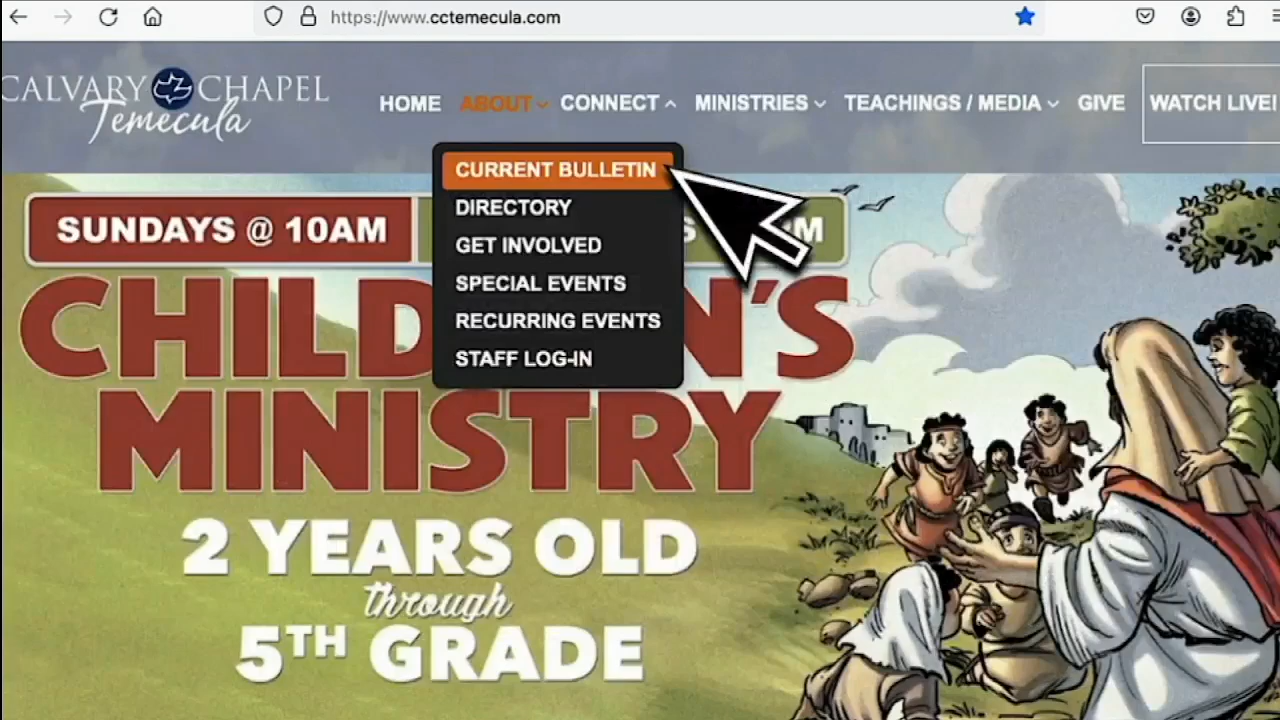 https://www.cctemecula.com
CALVARY CHAPEL
Temecula
HOME ABOUT CONNECT MINISTRIES TEACHINGS / MEDIA GIVE WATCH LIVE!
CURRENT BULLETIN
DIRECTORY
GET INVOLVED
SPECIAL EVENTS
RECURRING EVENTS
STAFF LOG-IN
SUNDAYS @ 10AM
CHILDREN'S
MINISTRY
2 YEARS OLD
through
5TH GRADE